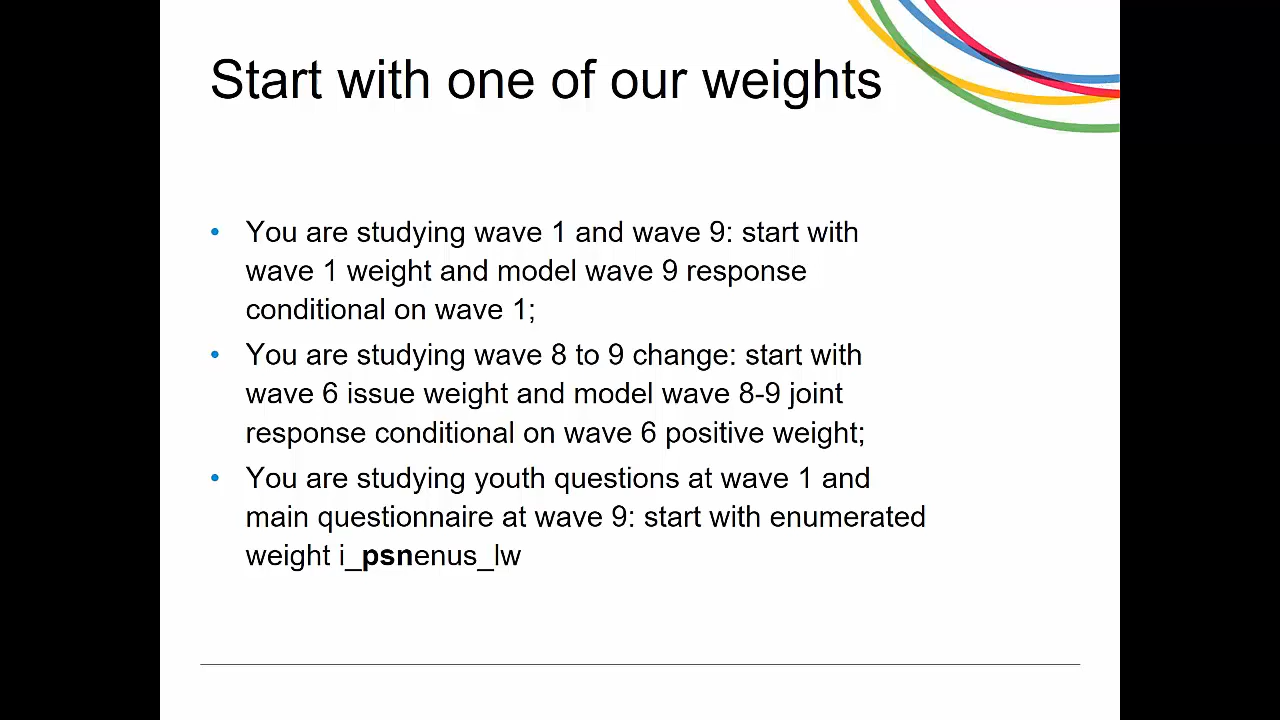 Start with one of our weights
• You are studying wave 1 and wave 9: start with
wave 1 weight and model wave 9 response
conditional on wave 1;
• You are studying wave 8 to 9 change: start with
wave 6 issue weight and model wave 8-9 joint
response conditional on wave 6 positive weight;
• You are studying youth questions at wave 1 and
main questionnaire at wave 9: start with enumerated
weight i_psnenus_lw